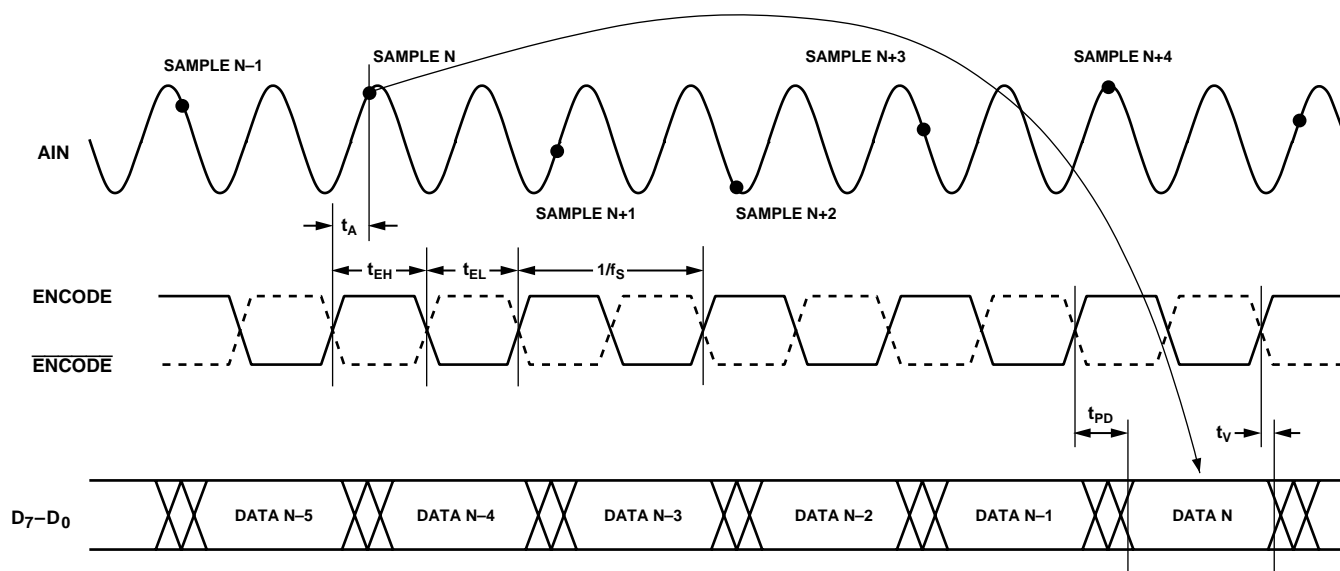 SAMPLE N–1
SAMPLE N
SAMPLE N+3
SAMPLE N+4
AIN
SAMPLE N+1
SAMPLE N+2
tA
tEH
tEL
1/fS
ENCODE
ENCODE
tPD
tV
D7–D0
DATA N–5
DATA N–4
DATA N–3
DATA N–2
DATA N–1
DATA N